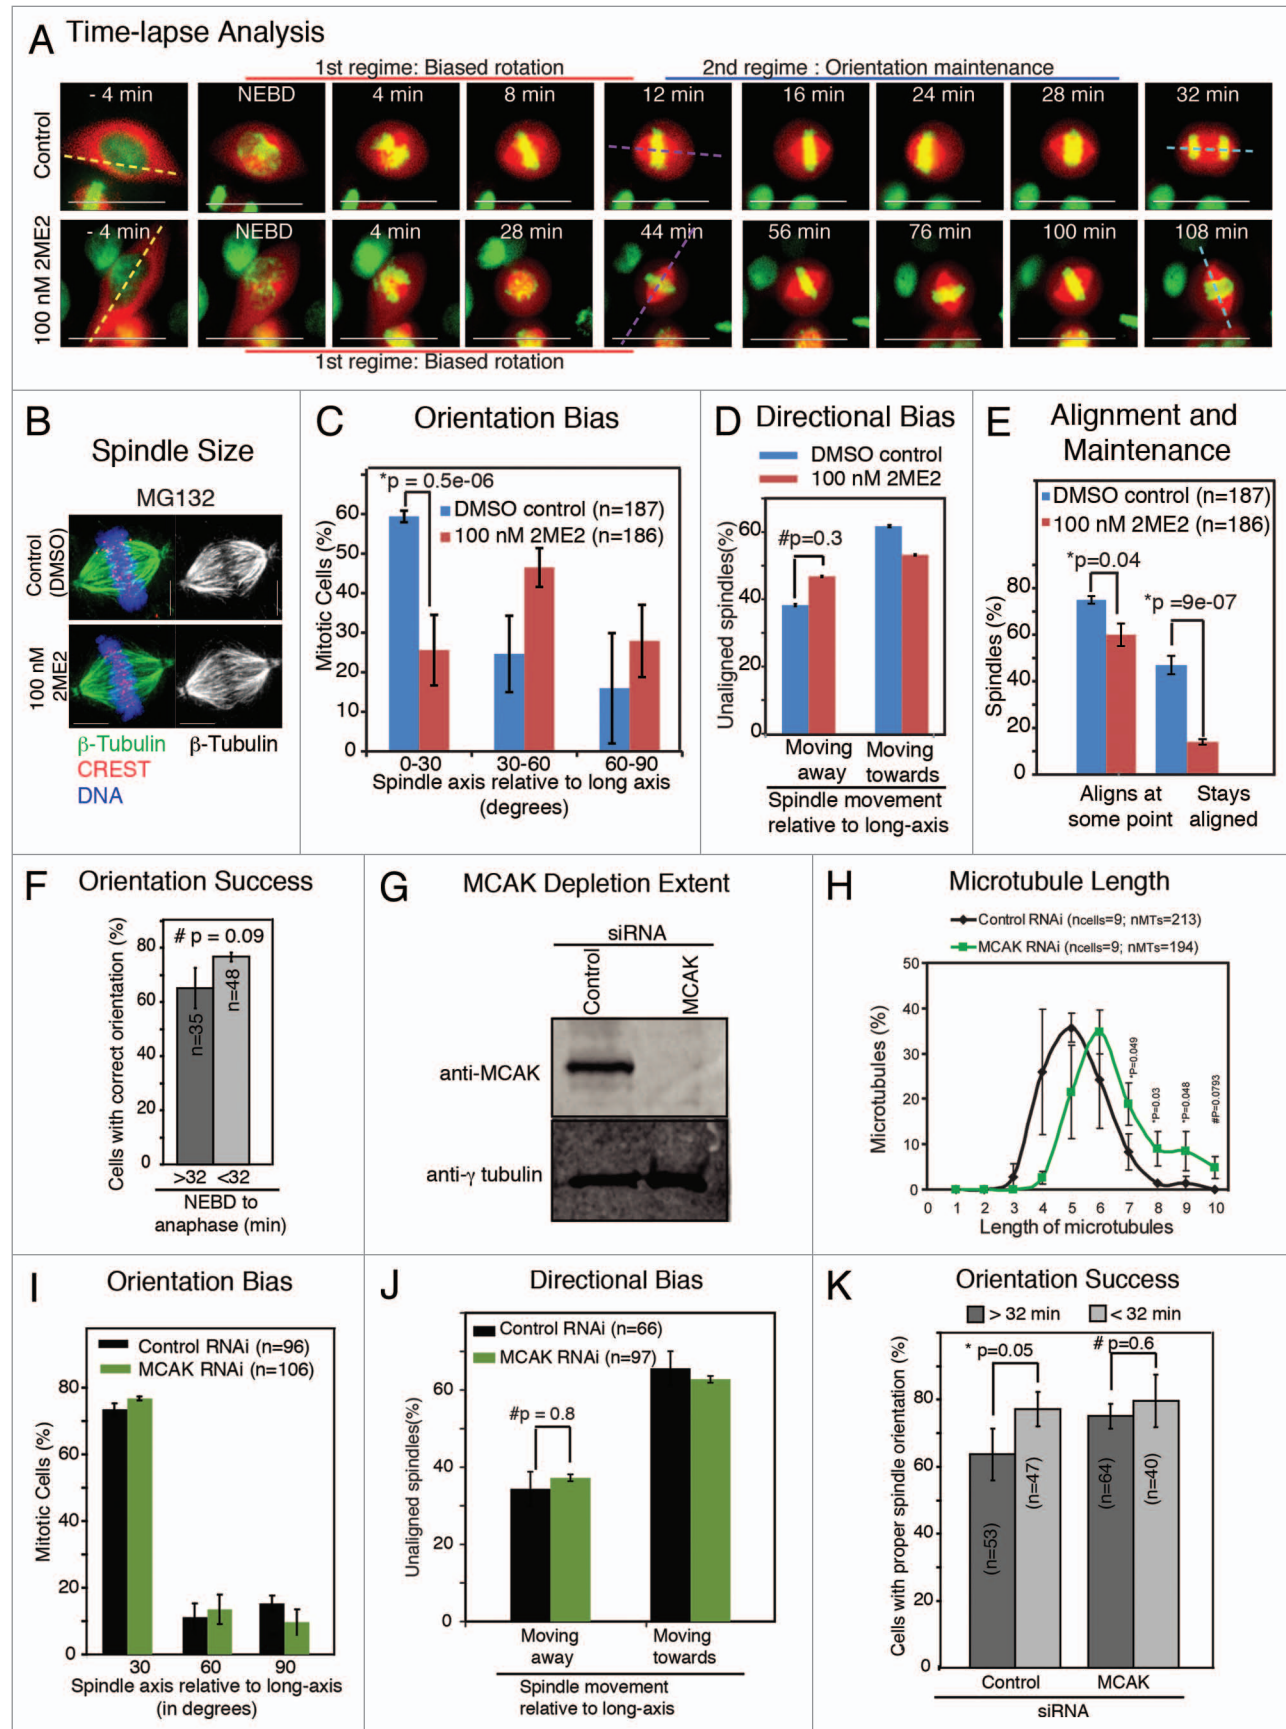 A Time-lapse Analysis
1st regime: Biased rotation
2nd regime : Orientation maintenance
Control
- 4 min
NEBD
4 min
8 min
12 min
16 min
24 min
28 min
32 min
100 nM 2ME2
- 4 min
NEBD
4 min
28 min
44 min
56 min
76 min
100 min
108 min
1st regime: Biased rotation
B
Spindle Size
MG132
Control
(DMSO)
100 nM
2ME2
β-Tubulin
β-Tubulin
CREST
DNA
C Orientation Bias
*p = 0.5e-06
DMSO control (n=187)
100 nM 2ME2 (n=186)
Mitotic Cells (%)
60
50
40
30
20
10
0
0-30
30-60
60-90
Spindle axis relative to long axis
(degrees)
D Directional Bias
DMSO control
100 nM 2ME2
#p=0.3
Unaligned spindles(%)
60
40
20
0
Moving
away
Moving
towards
Spindle movement
relative to long-axis
E Alignment and
Maintenance
DMSO control (n=187)
100 nM 2ME2 (n=186)
*p=0.04
*p =9e-07
Spindles (%)
80
60
40
20
0
Aligns at
some point
Stays
aligned
F
Orientation Success
# p = 0.09
Cells with correct orientation (%)
80
60
40
20
0
n=35
n=48
>32
<32
NEBD to
anaphase (min)
G MCAK Depletion Extent
siRNA
Control
MCAK
anti-MCAK
anti-γ tubulin
H Microtubule Length
Control RNAi (ncells=9; nMTs=213)
MCAK RNAi (ncells=9; nMTs=194)
Microtubules (%)
50
40
30
20
10
0
*P=0.049
*P=0.03
*P=0.048
#P=0.0793
0 1 2 3 4 5 6 7 8 9 10
Length of microtubules
I Orientation Bias
Control RNAi (n=96)
MCAK RNAi (n=106)
Mitotic Cells (%)
80
60
40
20
0
30
60
90
Spindle axis relative to long-axis
(in degrees)
J Directional Bias
Control RNAi (n=66)
MCAK RNAi (n=97)
#p = 0.8
Unaligned spindles(%)
60
40
20
0
Moving
away
Moving
towards
Spindle movement
relative to long-axis
K Orientation Success
> 32 min
< 32 min
* p=0.05
# p=0.6
Cells with proper spindle orientation (%)
80
60
40
20
0
(n=53)
(n=47)
(n=64)
(n=40)
Control
MCAK
siRNA